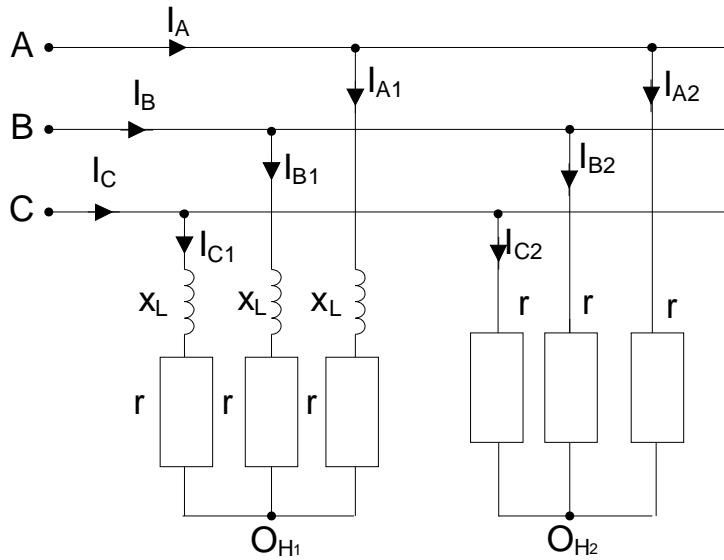 A
I_A
I_A1
I_A2
B
I_B
I_B1
I_B2
C
I_C
I_C1
I_C2
x_L x_L x_L
r r r
r r r
O_H1
O_H2